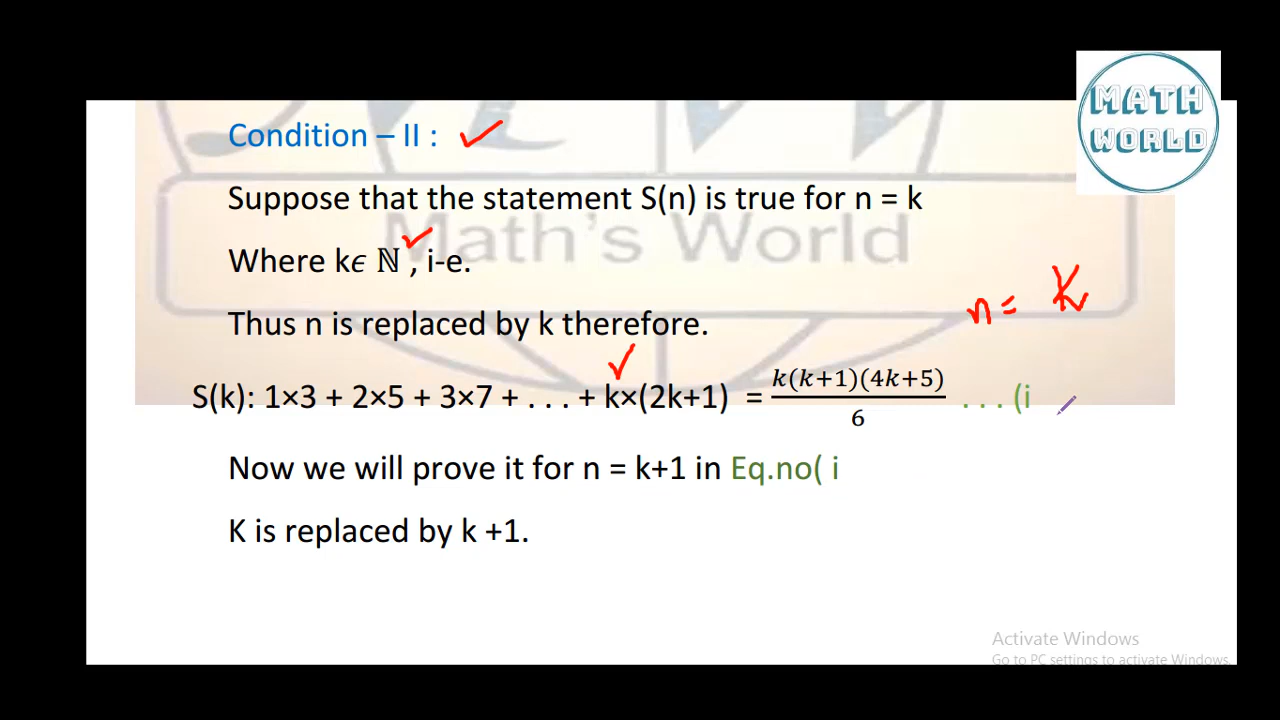 MATH
WORLD
Condition – II :
Suppose that the statement S(n) is true for n = k
Math's World
Where kϵ ℕ , i-e.
n = K
Thus n is replaced by k therefore.
S(k): 1×3 + 2×5 + 3×7 + . . . + k×(2k+1) = k(k+1)(4k+5)/6 . . . (i
Now we will prove it for n = k+1 in Eq.no( i
K is replaced by k +1.
Activate Windows
Go to PC settings to activate Windows.